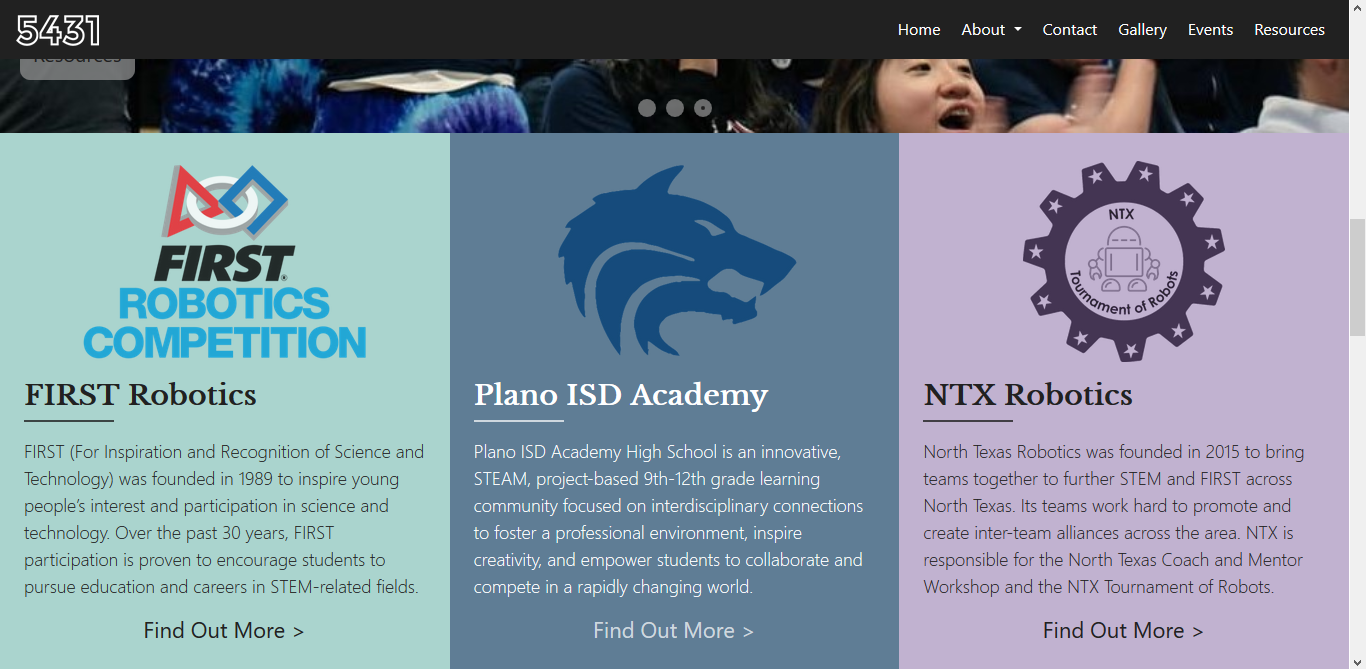 5431
Home About Contact Gallery Events Resources
Resources
FIRST
ROBOTICS
COMPETITION
FIRST Robotics
FIRST (For Inspiration and Recognition of Science and
Technology) was founded in 1989 to inspire young
people’s interest and participation in science and
technology. Over the past 30 years, FIRST
participation is proven to encourage students to
pursue education and careers in STEM-related fields.
Find Out More >
Plano ISD Academy
Plano ISD Academy High School is an innovative,
STEAM, project-based 9th-12th grade learning
community focused on interdisciplinary connections
to foster a professional environment, inspire
creativity, and empower students to collaborate and
compete in a rapidly changing world.
Find Out More >
NTX
Tournament of Robots
NTX Robotics
North Texas Robotics was founded in 2015 to bring
teams together to further STEM and FIRST across
North Texas. Its teams work hard to promote and
create inter-team alliances across the area. NTX is
responsible for the North Texas Coach and Mentor
Workshop and the NTX Tournament of Robots.
Find Out More >